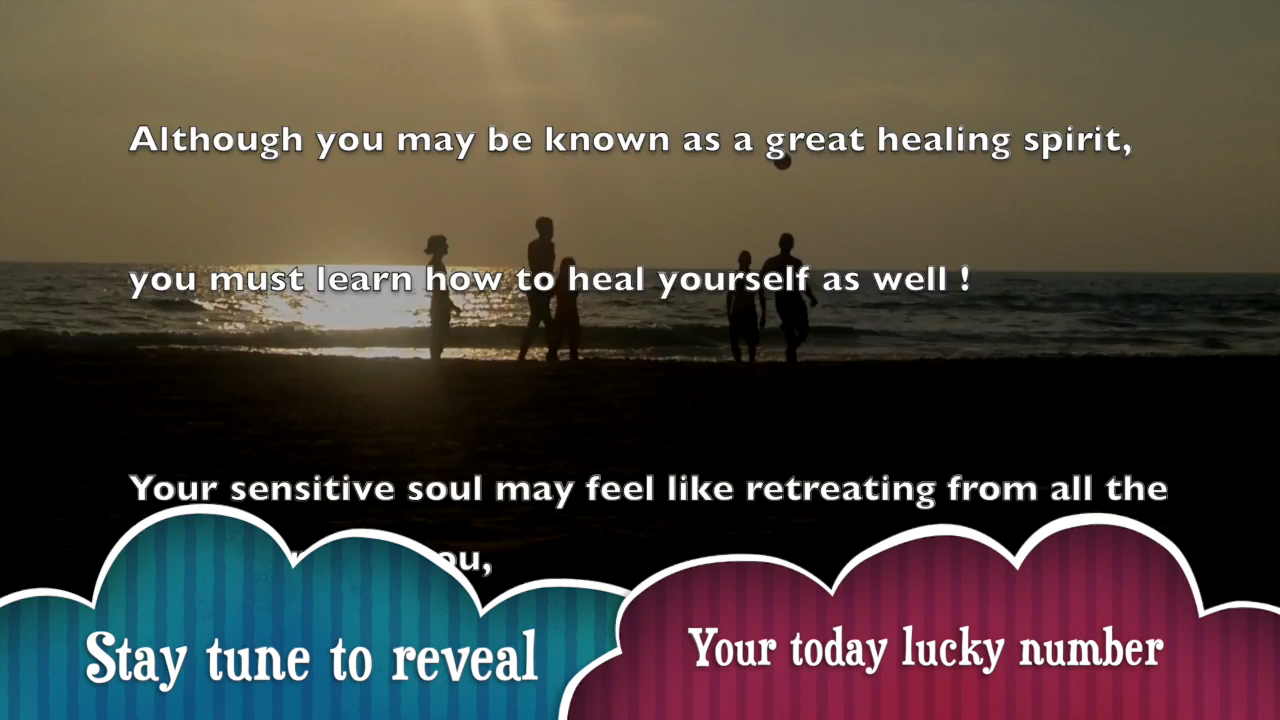 Although you may be known as a great healing spirit,
you must learn how to heal yourself as well !
Your sensitive soul may feel like retreating from all the
Stay tune to reveal
Your today lucky number